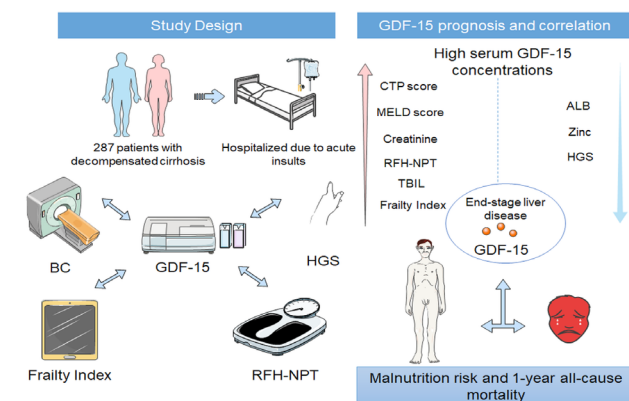 Study Design
287 patients with
decompensated cirrhosis
Hospitalized due to acute
insults
BC
GDF-15
HGS
Frailty Index
RFH-NPT
GDF-15 prognosis and correlation
High serum GDF-15
concentrations
CTP score
MELD score
Creatinine
RFH-NPT
TBIL
Frailty Index
ALB
Zinc
HGS
End-stage liver
disease
GDF-15
Malnutrition risk and 1-year all-cause
mortality